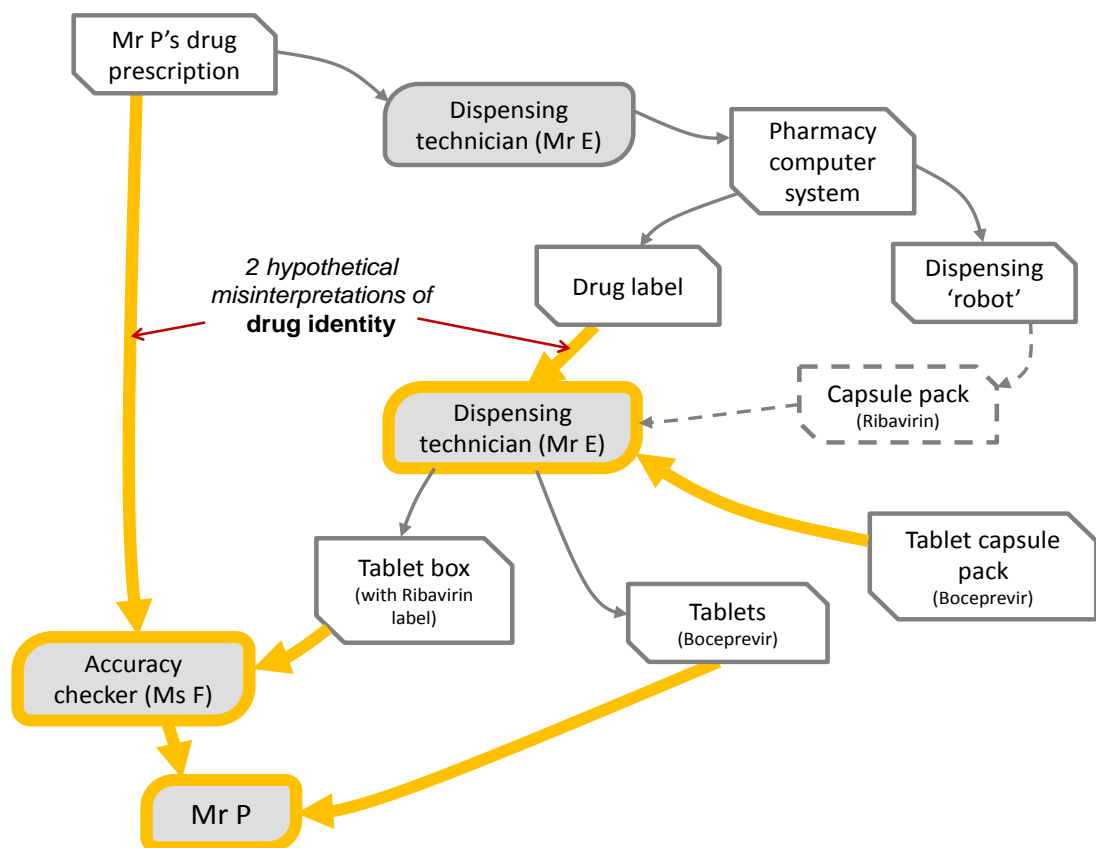 Mr P’s drug
prescription
Dispensing
technician (Mr E)
Pharmacy
computer
system
2 hypothetical
misinterpretations of
drug identity
Drug label
Dispensing
‘robot’
Capsule pack
(Ribavirin)
Dispensing
technician (Mr E)
Tablet capsule
pack
(Boceprevir)
Tablet box
(with Ribavirin
label)
Tablets
(Boceprevir)
Accuracy
checker (Ms F)
Mr P